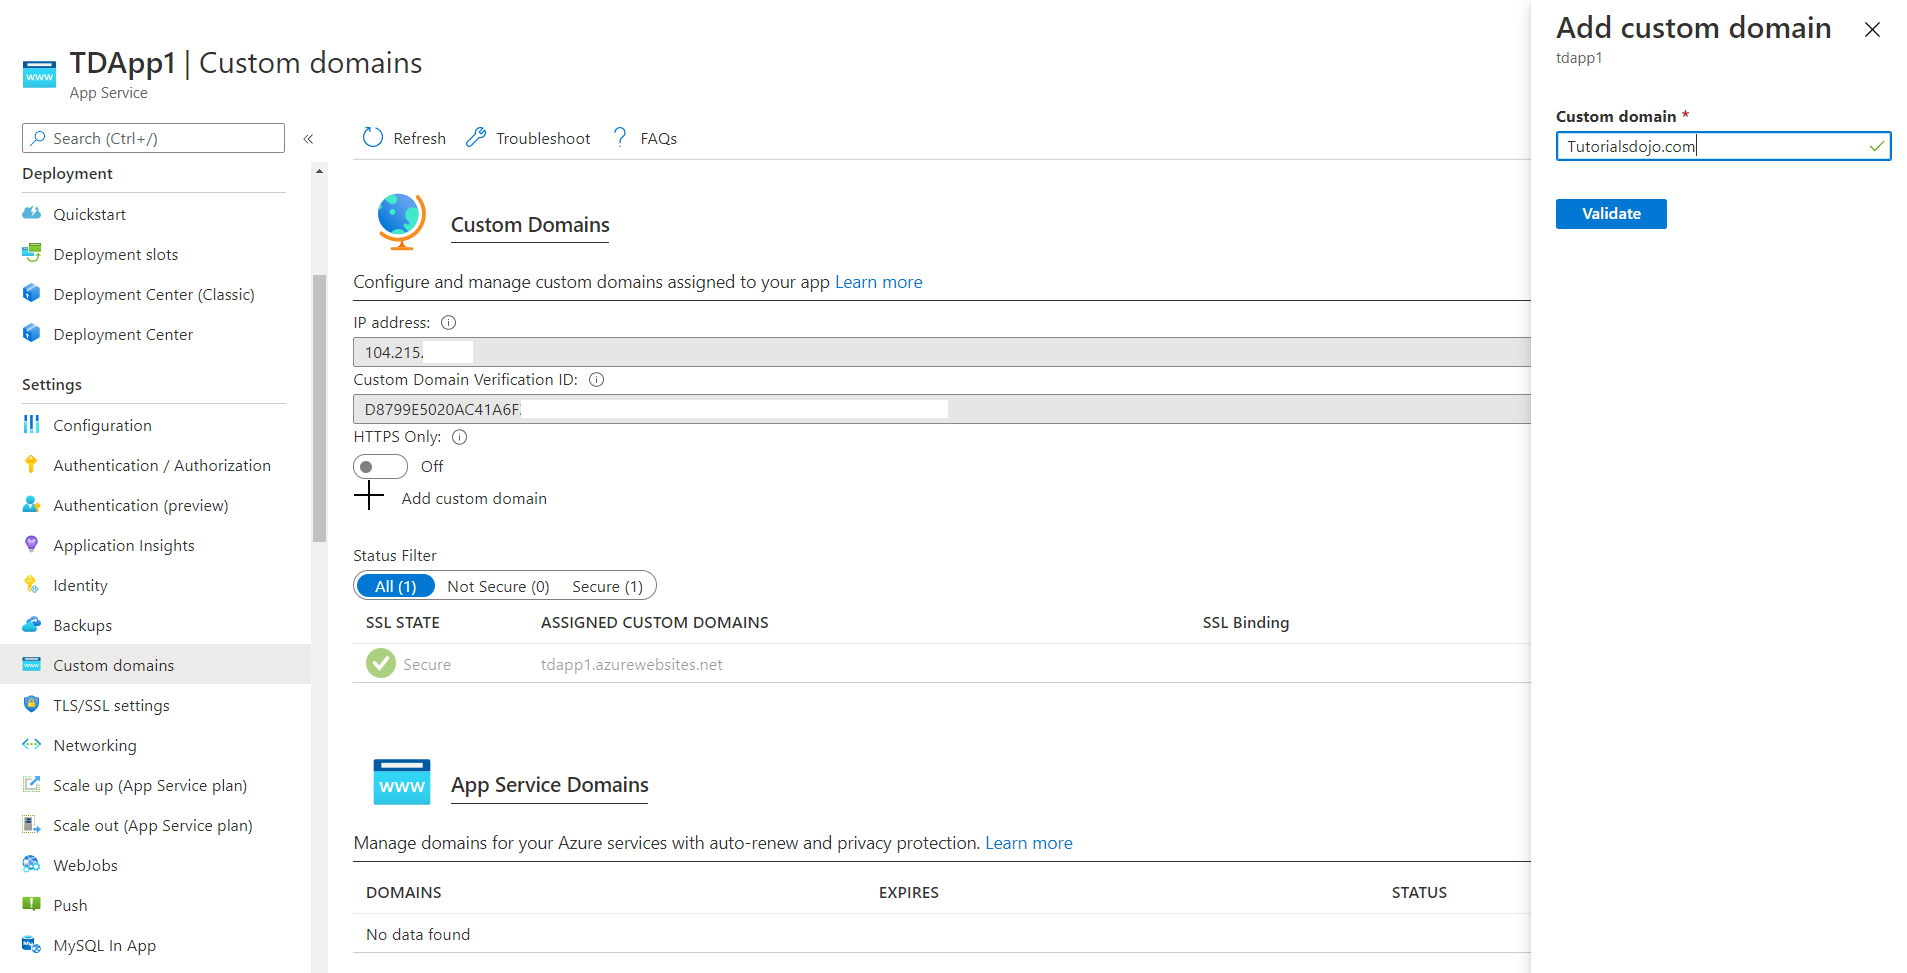 TDApp1 | Custom domains
App Service
Search (Ctrl+/)
«
Deployment
Quickstart
Deployment slots
Deployment Center (Classic)
Deployment Center
Settings
Configuration
Authentication / Authorization
Authentication (preview)
Application Insights
Identity
Backups
Custom domains
TLS/SSL settings
Networking
Scale up (App Service plan)
Scale out (App Service plan)
WebJobs
Push
MySQL In App
Refresh
Troubleshoot
? FAQs
Custom Domains
Configure and manage custom domains assigned to your app Learn more
IP address:
104.215.
Custom Domain Verification ID:
D8799E5020AC41A6F
HTTPS Only:
Off
Add custom domain
Status Filter
All (1) Not Secure (0) Secure (1)
SSL STATE ASSIGNED CUSTOM DOMAINS SSL Binding
Secure tdapp1.azurewebsites.net
www
App Service Domains
Manage domains for your Azure services with auto-renew and privacy protection. Learn more
DOMAINS EXPIRES STATUS
No data found
Add custom domain
tdapp1
Custom domain *
Tutorialsdojo.com
Validate